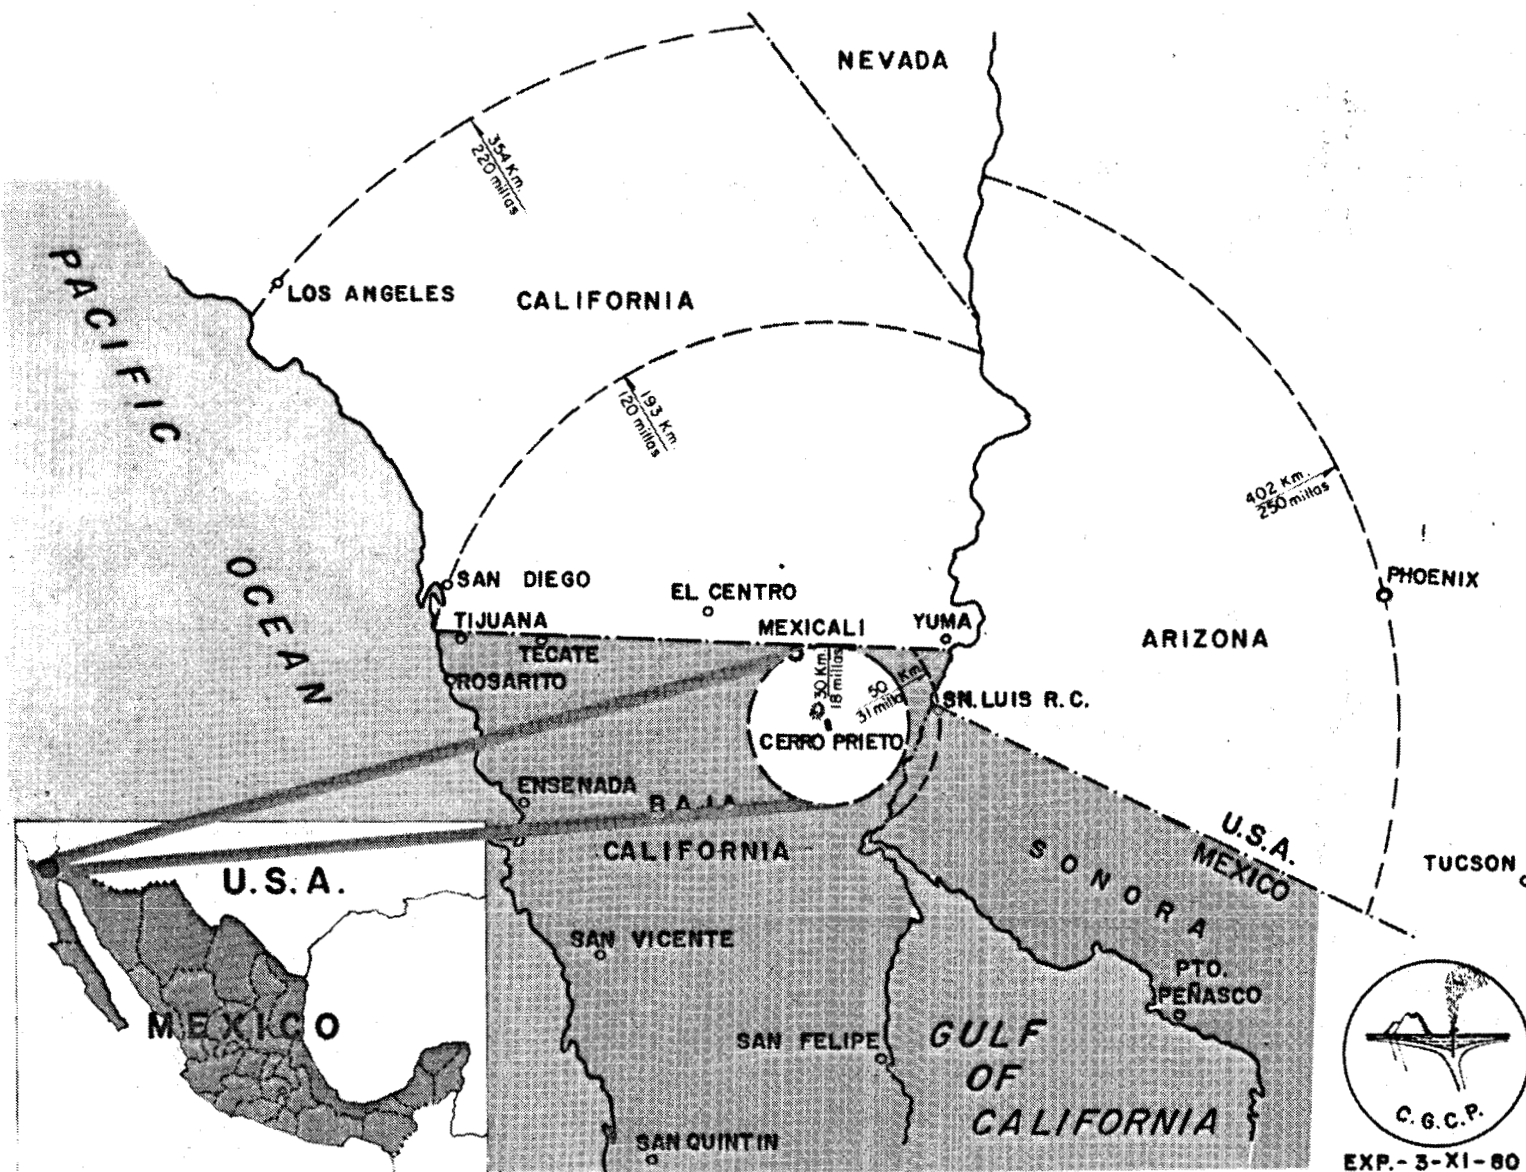 NEVADA
354 Km.
220 millas
PACIFIC
OCEAN
LOS ANGELES
CALIFORNIA
193 Km.
120 millas
402 Km.
250 millas
PHOENIX
SAN DIEGO
EL CENTRO
TIJUANA
MEXICALI
YUMA
ARIZONA
TECATE
ROSARITO
30 Km.
18 millas
50 Km.
31 millas
SN. LUIS R.C.
CERRO PRIETO
ENSENADA
BAJA
CALIFORNIA
U.S.A.
MEXICO
SONORA
TUCSON
U.S.A.
MEXICO
SAN VICENTE
PTO.
PEÑASCO
SAN FELIPE
GULF
OF
CALIFORNIA
SAN QUINTIN
C.G.C.P.
EXP.- 3-XI-80